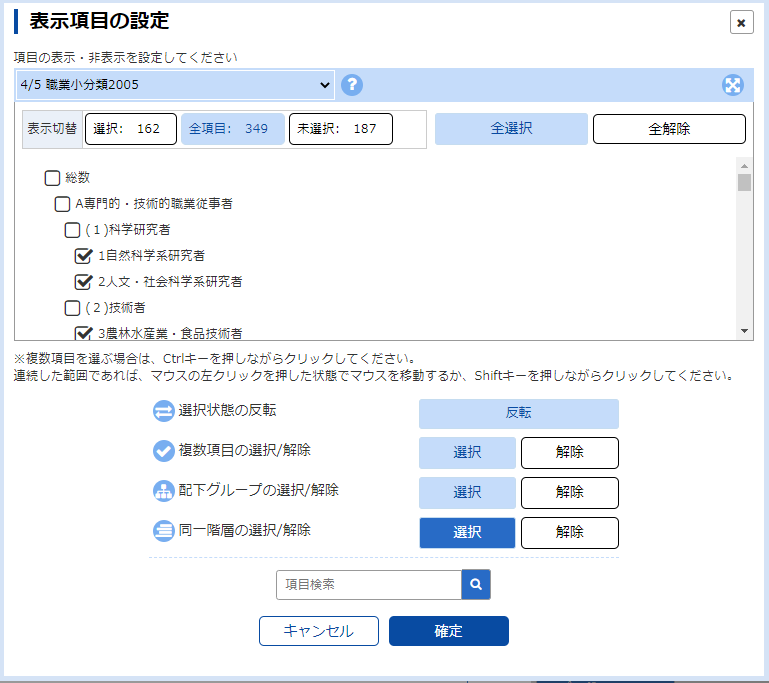 表示項目の設定
項目の表示・非表示を設定してください
4/5 職業小分類2005
表示切替 選択: 162 全項目: 349 未選択: 187 全選択 全解除
総数
A専門的・技術的職業従事者
(1)科学研究者
1自然科学系研究者
2人文・社会科学系研究者
(2)技術者
3農林水産業・食品技術者
※複数項目を選ぶ場合は、Ctrlキーを押しながらクリックしてください。
連続した範囲であれば、マウスの左クリックを押した状態でマウスを移動するか、Shiftキーを押しながらクリックしてください。
選択状態の反転 反転
複数項目の選択/解除 選択 解除
配下グループの選択/解除 選択 解除
同一階層の選択/解除 選択 解除
項目検索
キャンセル 確定